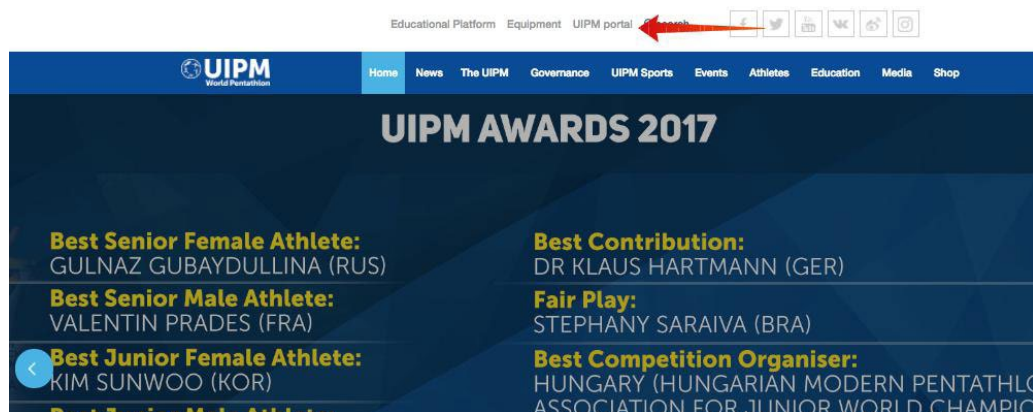 Educational Platform Equipment UIPM portal
UIPM
World Pentathlon
Home News The UIPM Governance UIPM Sports Events Athletes Education Media Shop
UIPM AWARDS 2017
Best Senior Female Athlete:
GULNAZ GUBAYDULLINA (RUS)
Best Senior Male Athlete:
VALENTIN PRADES (FRA)
Best Junior Female Athlete:
KIM SUNWOO (KOR)
Best Contribution:
DR KLAUS HARTMANN (GER)
Fair Play:
STEPHANY SARAIVA (BRA)
Best Competition Organiser:
HUNGARY (HUNGARIAN MODERN PENTATHLO
ASSOCIATION FOR JUNIOR WORLD CHAMPIO